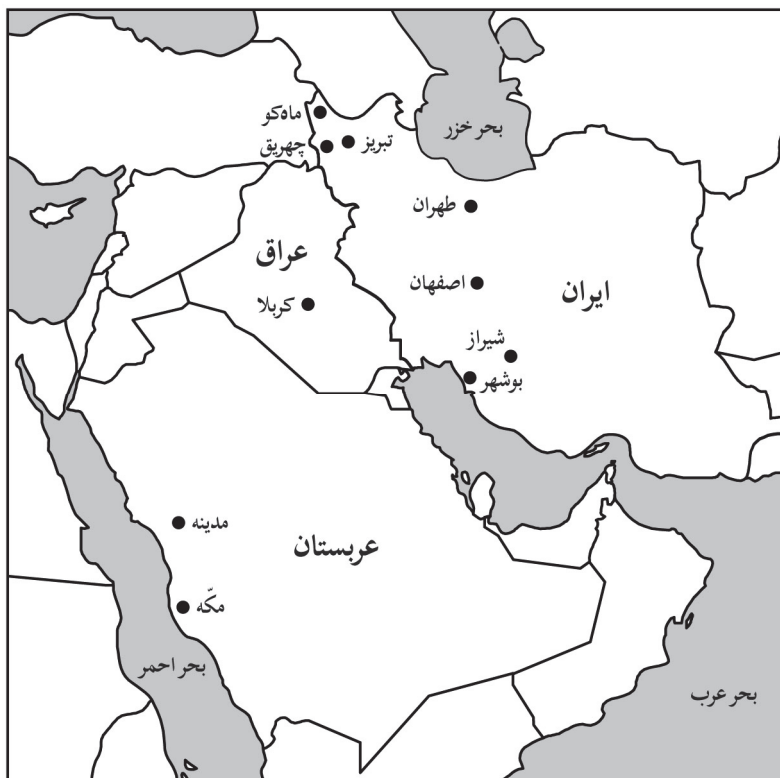 ماه‌کو
بحر خزر
تبریز
چهریق
طهران
عراق
اصفهان
ایران
کربلا
شیراز
بوشهر
مدینه
عربستان
مکّه
بحر احمر
بحر عرب